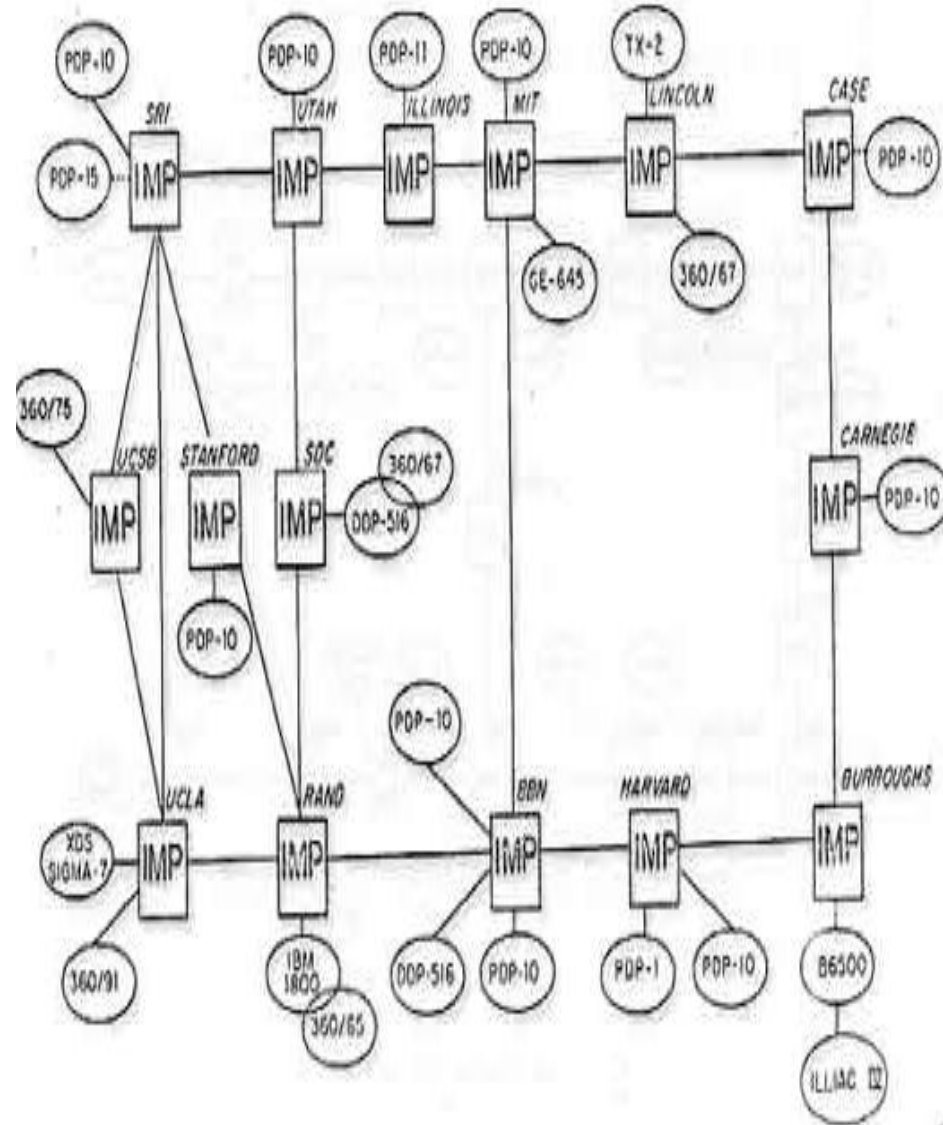 PDP-10
PDP-10
PDP-11
PDP-10
TX-2
SRI
UTAH
ILLINOIS
MIT
LINCOLN
CASE
PDP-15
IMP
IMP
IMP
IMP
IMP
IMP
PDP-10
GE-645
360/67
360/75
UCSB
STANFORD
SDC
360/67
CARNEGIE
IMP
IMP
IMP
DDP-516
IMP
PDP-10
PDP-10
PDP-10
UCLA
RAND
BBN
HARVARD
BURROUGHS
XDS
SIGMA-7
IMP
IMP
IMP
IMP
IMP
360/91
IBM
1800
360/65
DDP-516
PDP-10
PDP-1
PDP-10
B6500
ILLIAC IV